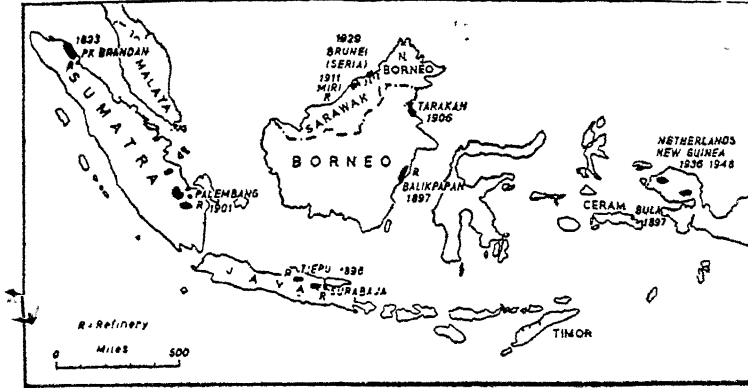 1893
PK BRANDAN
R
SUMATRA
MALAYA
PALEMBANG
R 1901
1929
BRUNEI
(SERIA)
1911
MIRI
R
N.
BORNEO
SARAWAK
TARAKAN
1906
BORNEO
R
BALIKPAPAN
1897
NETHERLANDS
NEW GUINEA
1936 1948
CERAM
BULA
1897
JAVA
R TJEPU 1896
R SURABAJA
TIMOR
R=Refinery
Miles
0 500